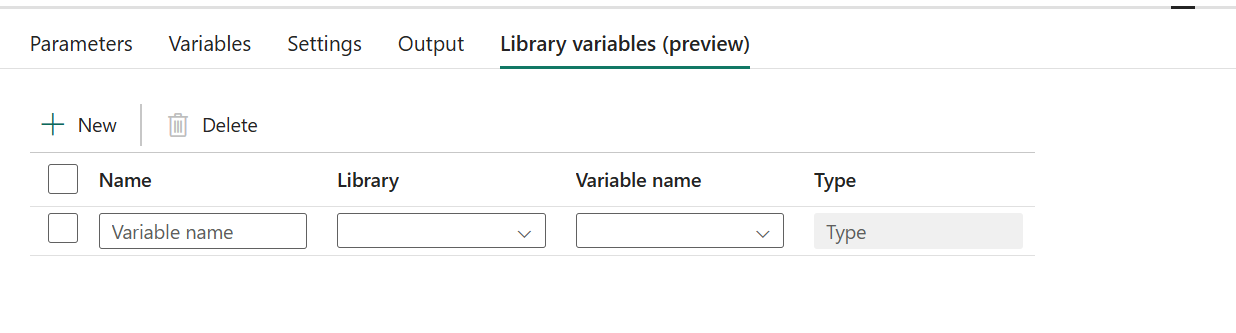 Parameters Variables Settings Output Library variables (preview)
New Delete
Name Library Variable name Type
Variable name Type